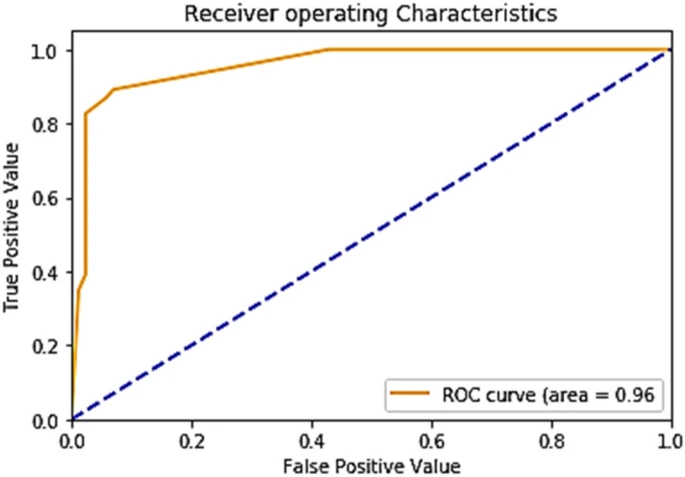 Receiver operating Characteristics
1.0
0.8
0.6
0.4
0.2
0.0
True Positive Value
ROC curve (area = 0.96
0.0 0.2 0.4 0.6 0.8 1.0
False Positive Value